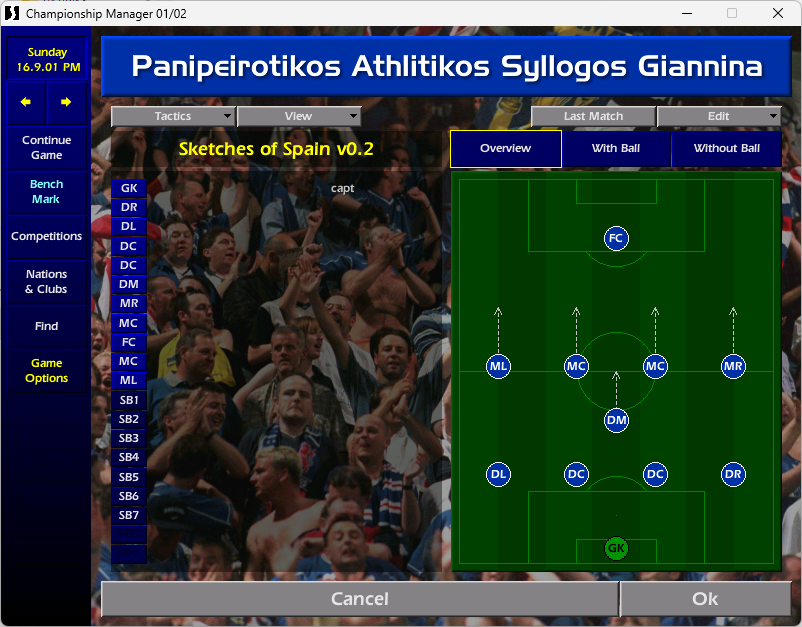 Championship Manager 01/02
Sunday
16.9.01 PM
Panipeirotikos Athlitikos Syllogos Giannina
Continue
Game
Bench
Mark
Competitions
Nations
& Clubs
Find
Game
Options
Tactics
View
Last Match
Edit
Sketches of Spain v0.2
Overview
With Ball
Without Ball
GK
capt
DR
DL
DC
DC
DM
MR
MC
FC
MC
ML
SB1
SB2
SB3
SB4
SB5
SB6
SB7
FC
ML
MC
MC
MR
DM
DL
DC
DC
DR
GK
Cancel
Ok